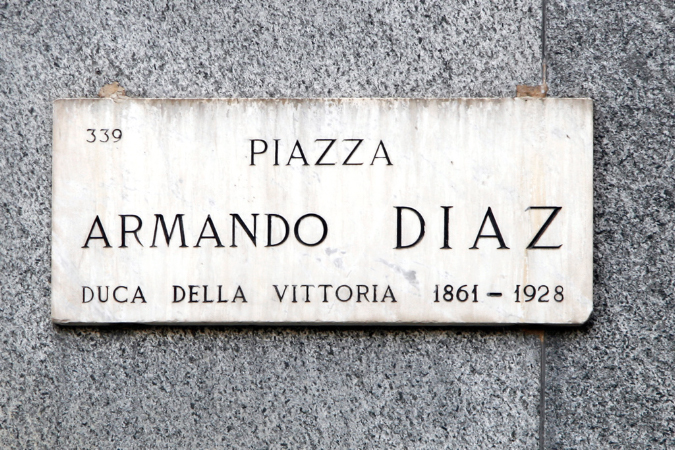 339
PIAZZA
ARMANDO DIAZ
DUCA DELLA VITTORIA 1861 – 1928